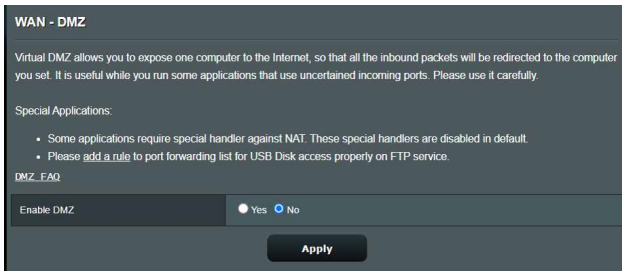 WAN - DMZ
Virtual DMZ allows you to expose one computer to the Internet, so that all the inbound packets will be redirected to the computer
you set. It is useful while you run some applications that use uncertained incoming ports. Please use it carefully.
Special Applications:
• Some applications require special handler against NAT. These special handlers are disabled in default.
• Please add a rule to port forwarding list for USB Disk access properly on FTP service.
DMZ FAQ
Enable DMZ Yes No
Apply